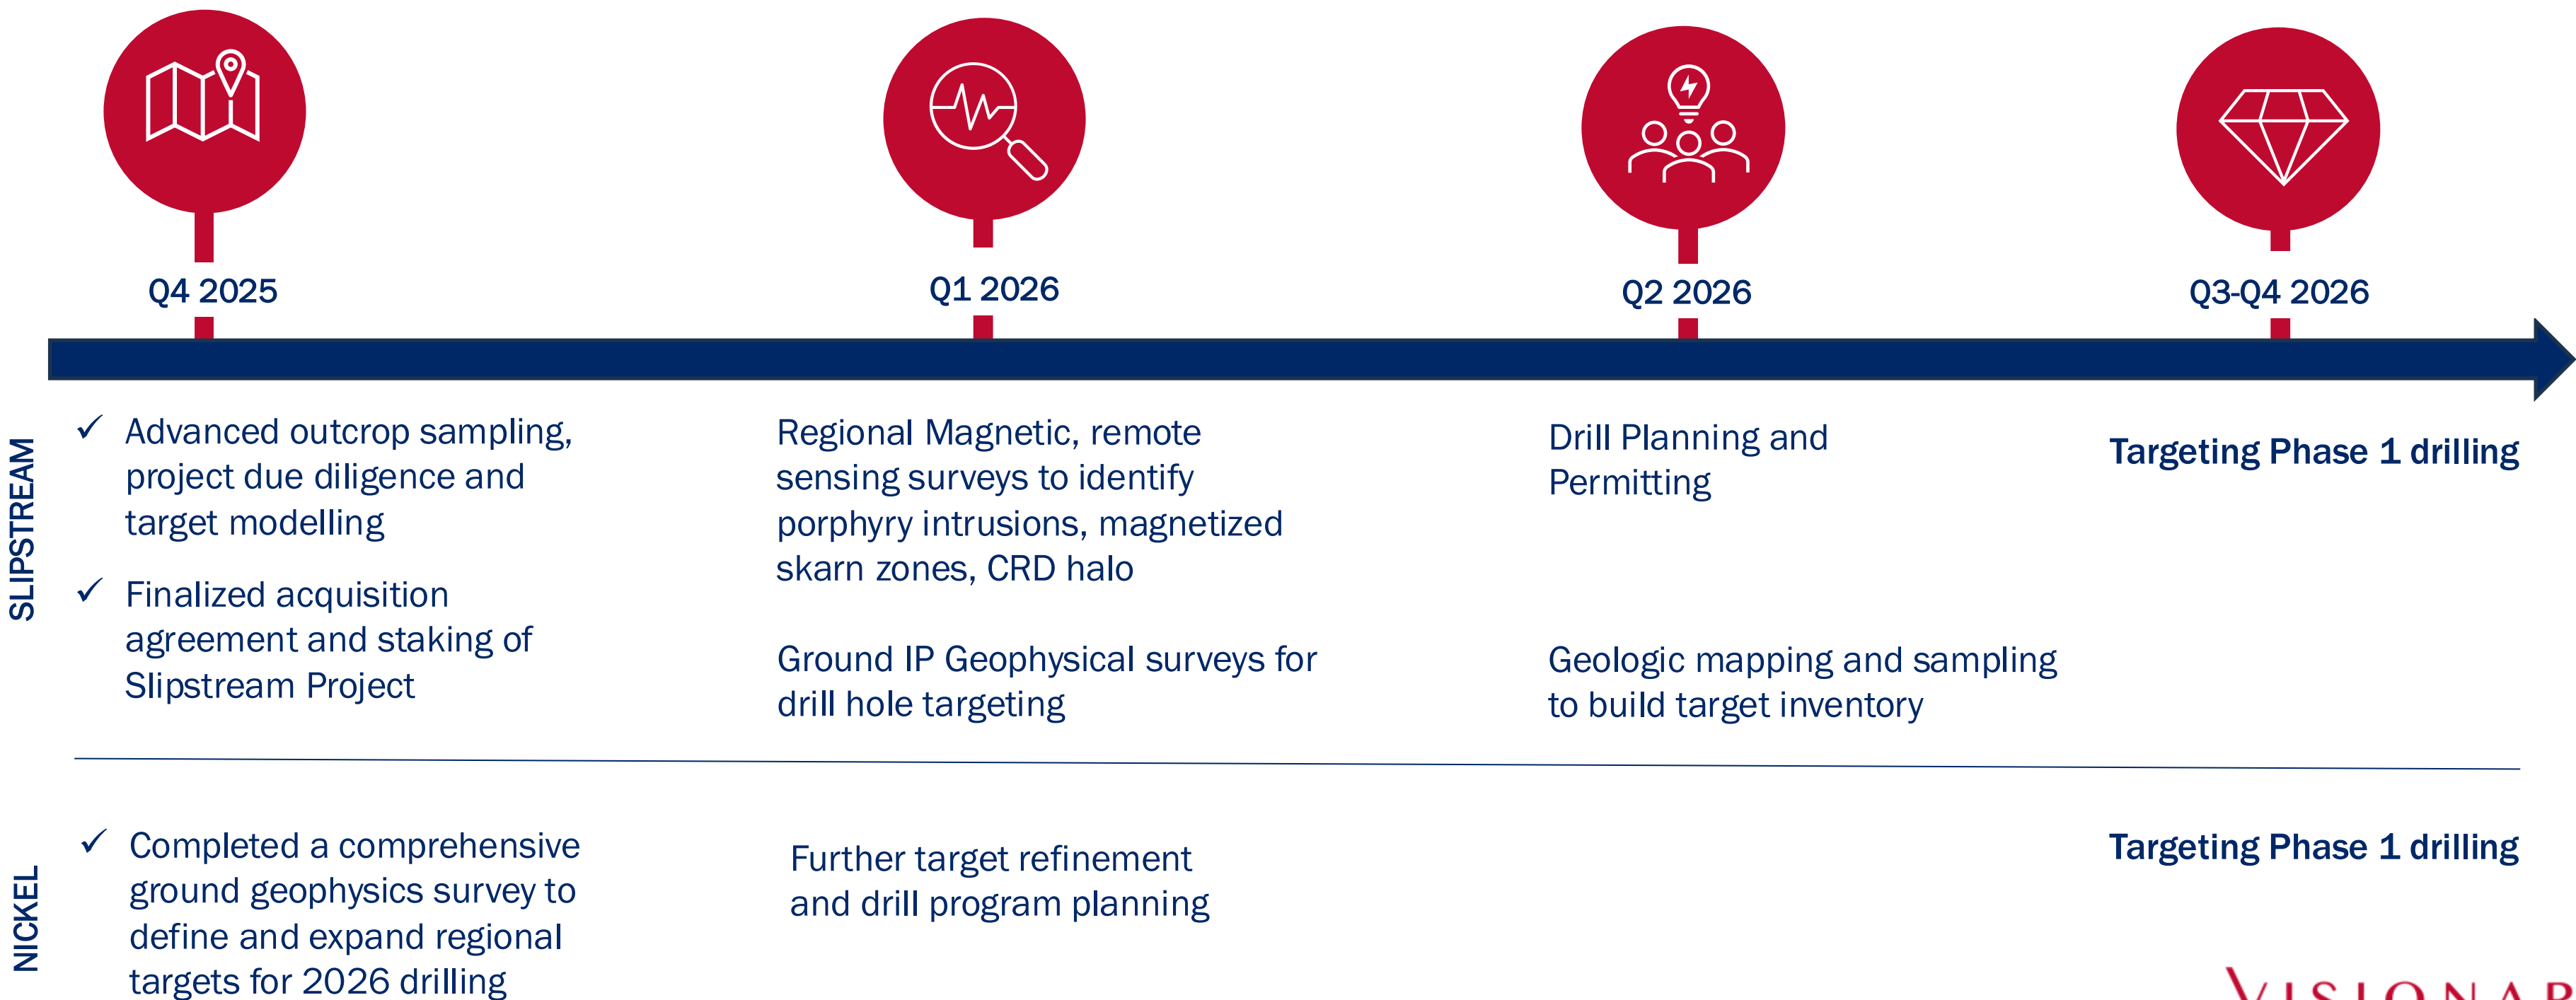 Q4 2025
Q1 2026
Q2 2026
Q3-Q4 2026
SLIPSTREAM
✓ Advanced outcrop sampling,
project due diligence and
target modelling
✓ Finalized acquisition
agreement and staking of
Slipstream Project
Regional Magnetic, remote
sensing surveys to identify
porphyry intrusions, magnetized
skarn zones, CRD halo
Ground IP Geophysical surveys for
drill hole targeting
Drill Planning and
Permitting
Geologic mapping and sampling
to build target inventory
Targeting Phase 1 drilling
NICKEL
✓ Completed a comprehensive
ground geophysics survey to
define and expand regional
targets for 2026 drilling
Further target refinement
and drill program planning
Targeting Phase 1 drilling